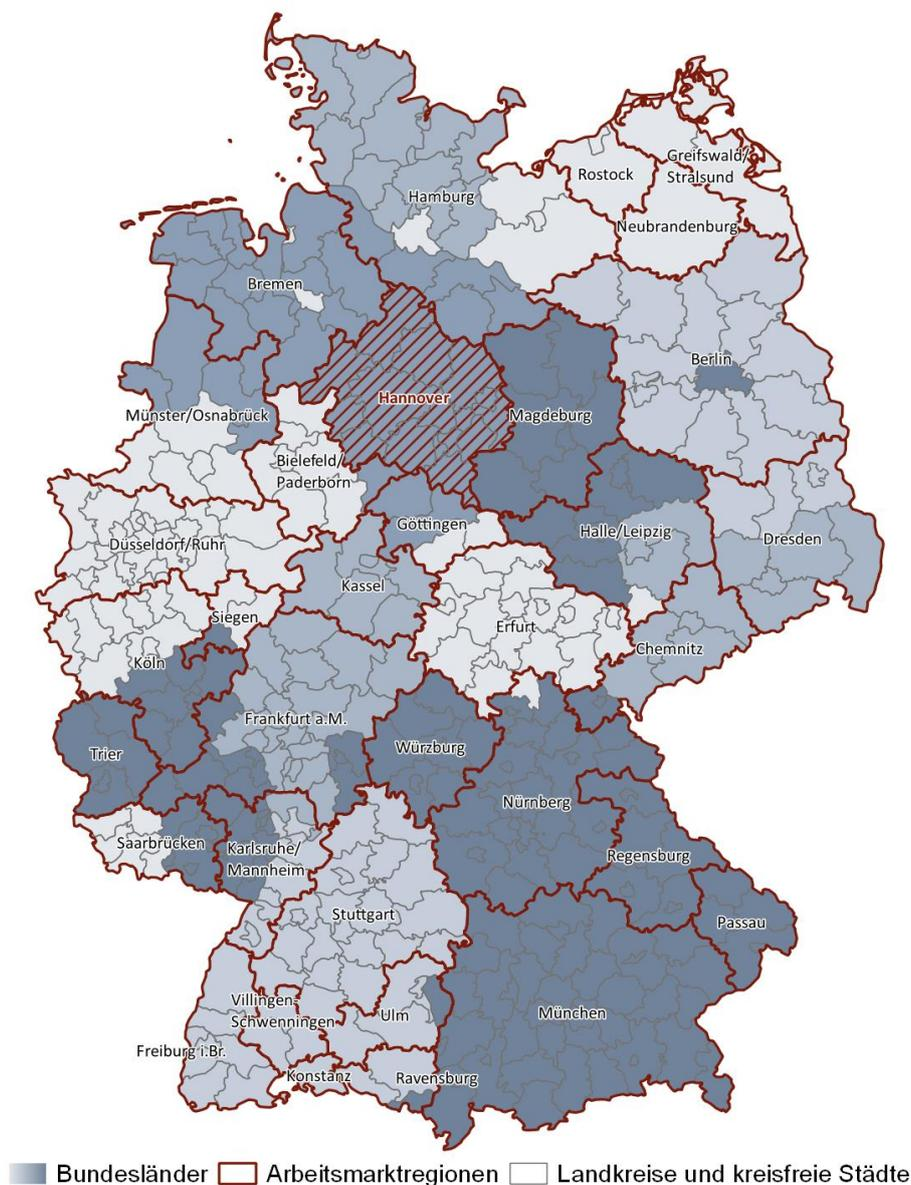 Rostock
Greifswald/
Stralsund
Hamburg
Neubrandenburg
Bremen
Berlin
Hannover
Münster/Osnabrück
Magdeburg
Bielefeld/
Paderborn
Göttingen
Halle/Leipzig
Düsseldorf/Ruhr
Dresden
Kassel
Siegen
Erfurt
Chemnitz
Köln
Frankfurt a.M.
Trier
Würzburg
Nürnberg
Saarbrücken
Karlsruhe/
Mannheim
Regensburg
Stuttgart
Passau
Villingen-
Schwenningen
Ulm
München
Freiburg i.Br.
Konstanz
Ravensburg
Bundesländer Arbeitsmarktregionen Landkreise und kreisfreie Städte